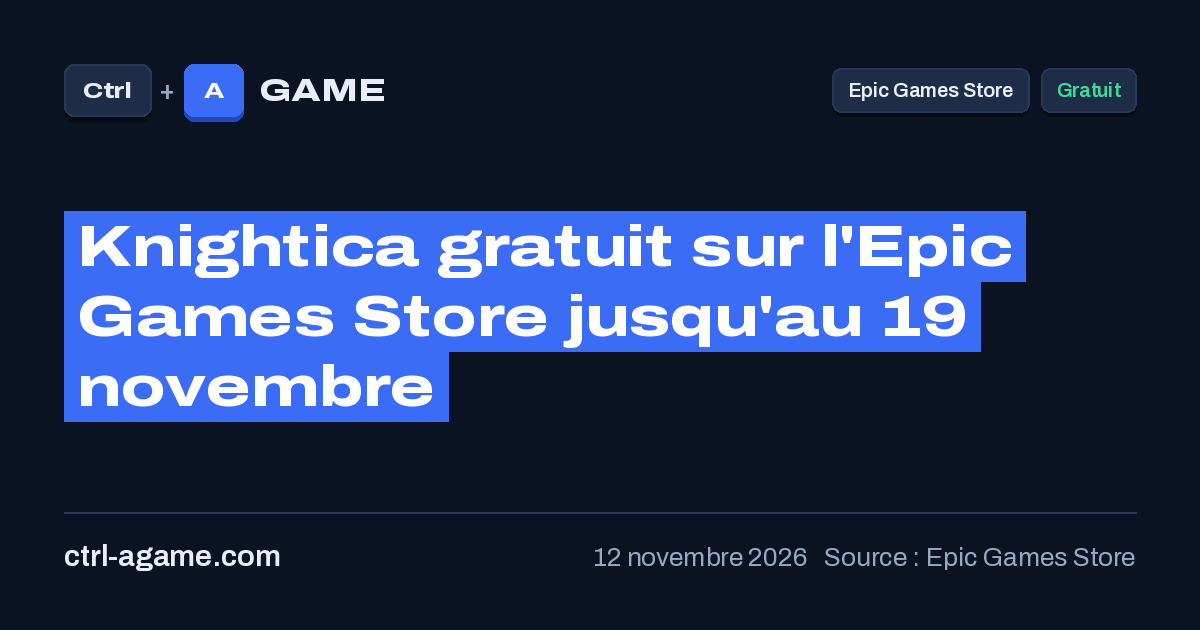 Ctrl + A GAME
Epic Games Store Gratuit
Knightica gratuit sur l'Epic
Games Store jusqu'au 19
novembre
ctrl-agame.com
12 novembre 2026 Source : Epic Games Store